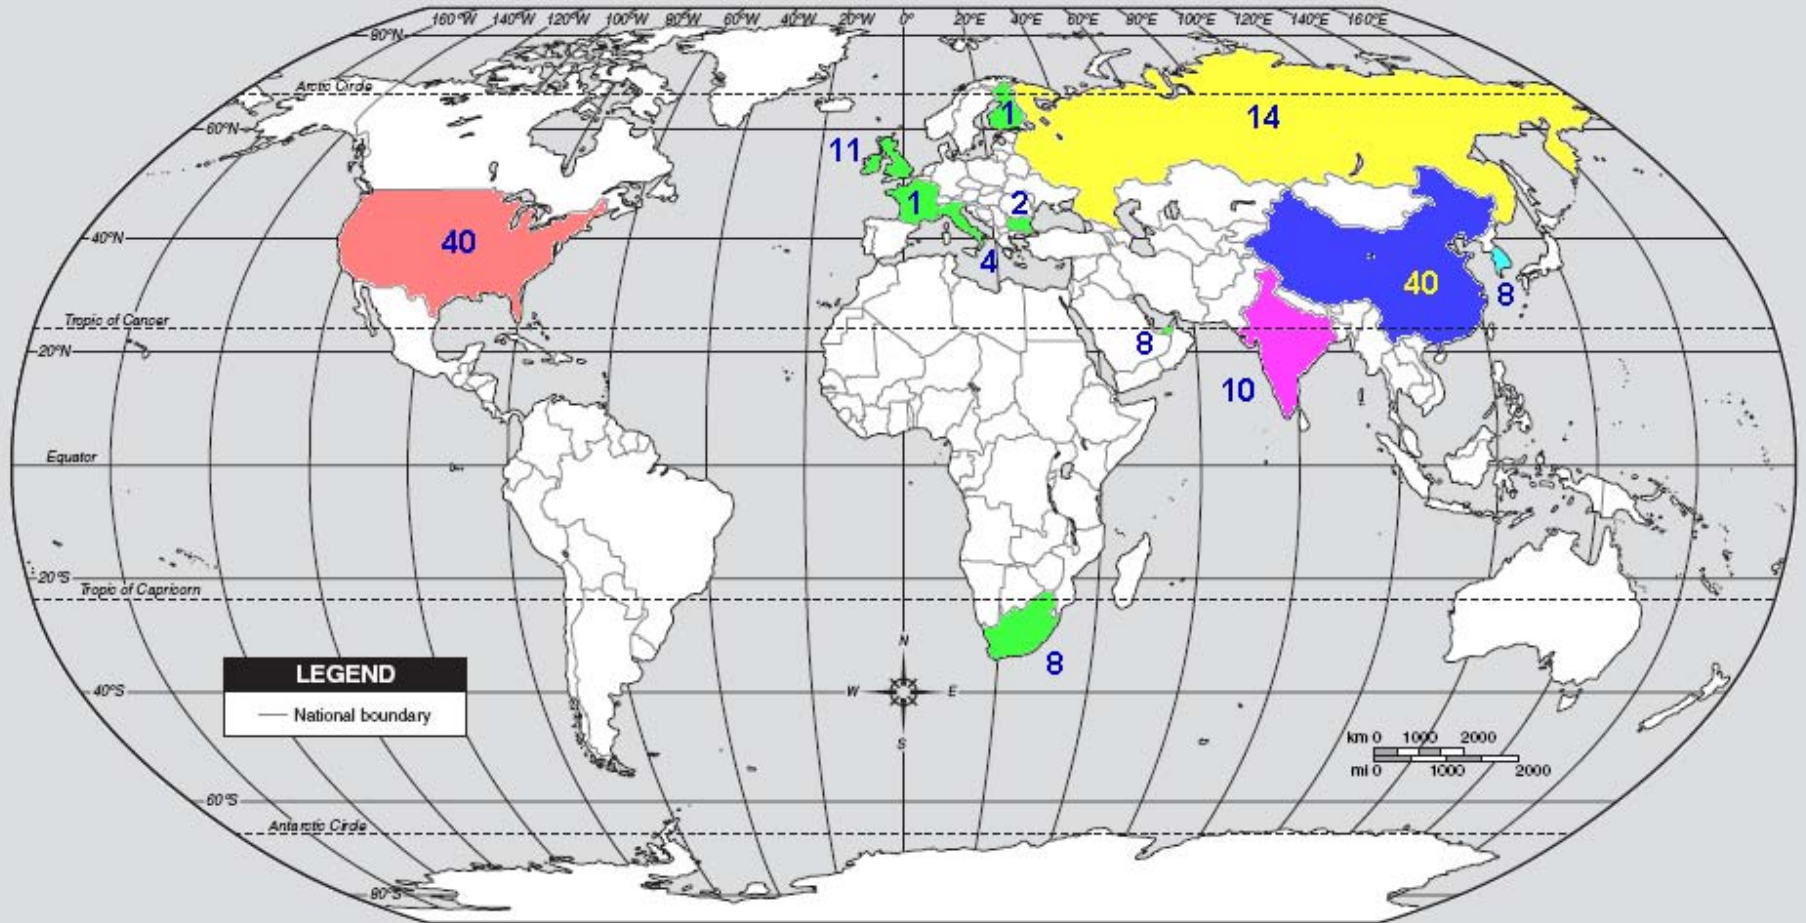 160°W 140°W 120°W 100°W 80°W 60°W 40°W 20°W 0° 20°E 40°E 60°E 80°E 100°E 120°E 140°E 160°E
80°N
Arctic Circle
1
14
60°N
11
1
2
40°N
40
4
40
8
Tropic of Cancer
8
20°N
10
Equator
20°S
Tropic of Capricorn
N
8
LEGEND
National boundary
40°S
W
E
S
km 0 1000 2000
mi 0 1000 2000
60°S
Antarctic Circle
80°S